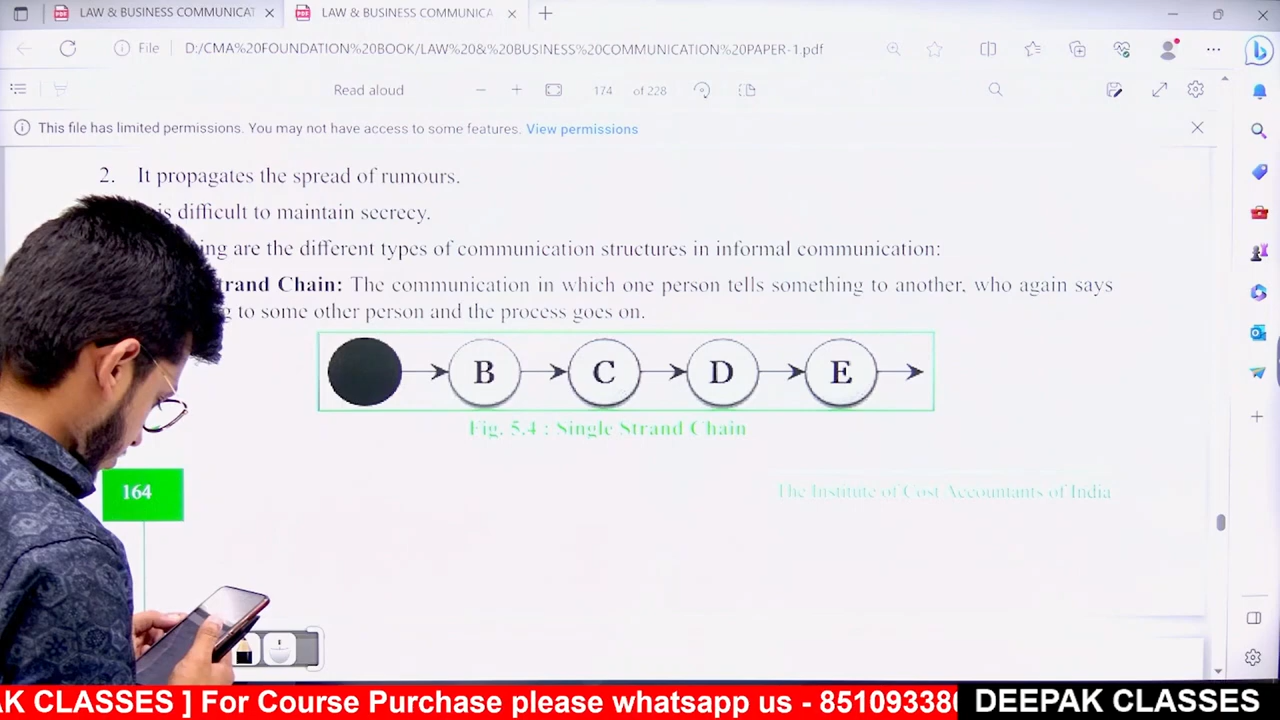 LAW & BUSINESS COMMUNICAT
LAW & BUSINESS COMMUNICA
File D:/CMA%20FOUNDATION%20BOOK/LAW%20&%20BUSINESS%20COMMUNICATION%20PAPER-1.pdf
Read aloud 174 of 228
This file has limited permissions. You may not have access to some features. View permissions
2. It propagates the spread of rumours.
is difficult to maintain secrecy.
ing are the different types of communication structures in informal communication:
trand Chain: The communication in which one person tells something to another, who again says
g to some other person and the process goes on.
B C D E
Fig. 5.4 : Single Strand Chain
164
The Institute of Cost Accountants of India
AK CLASSES ] For Course Purchase please whatsapp us - 85109338
DEEPAK CLASSES